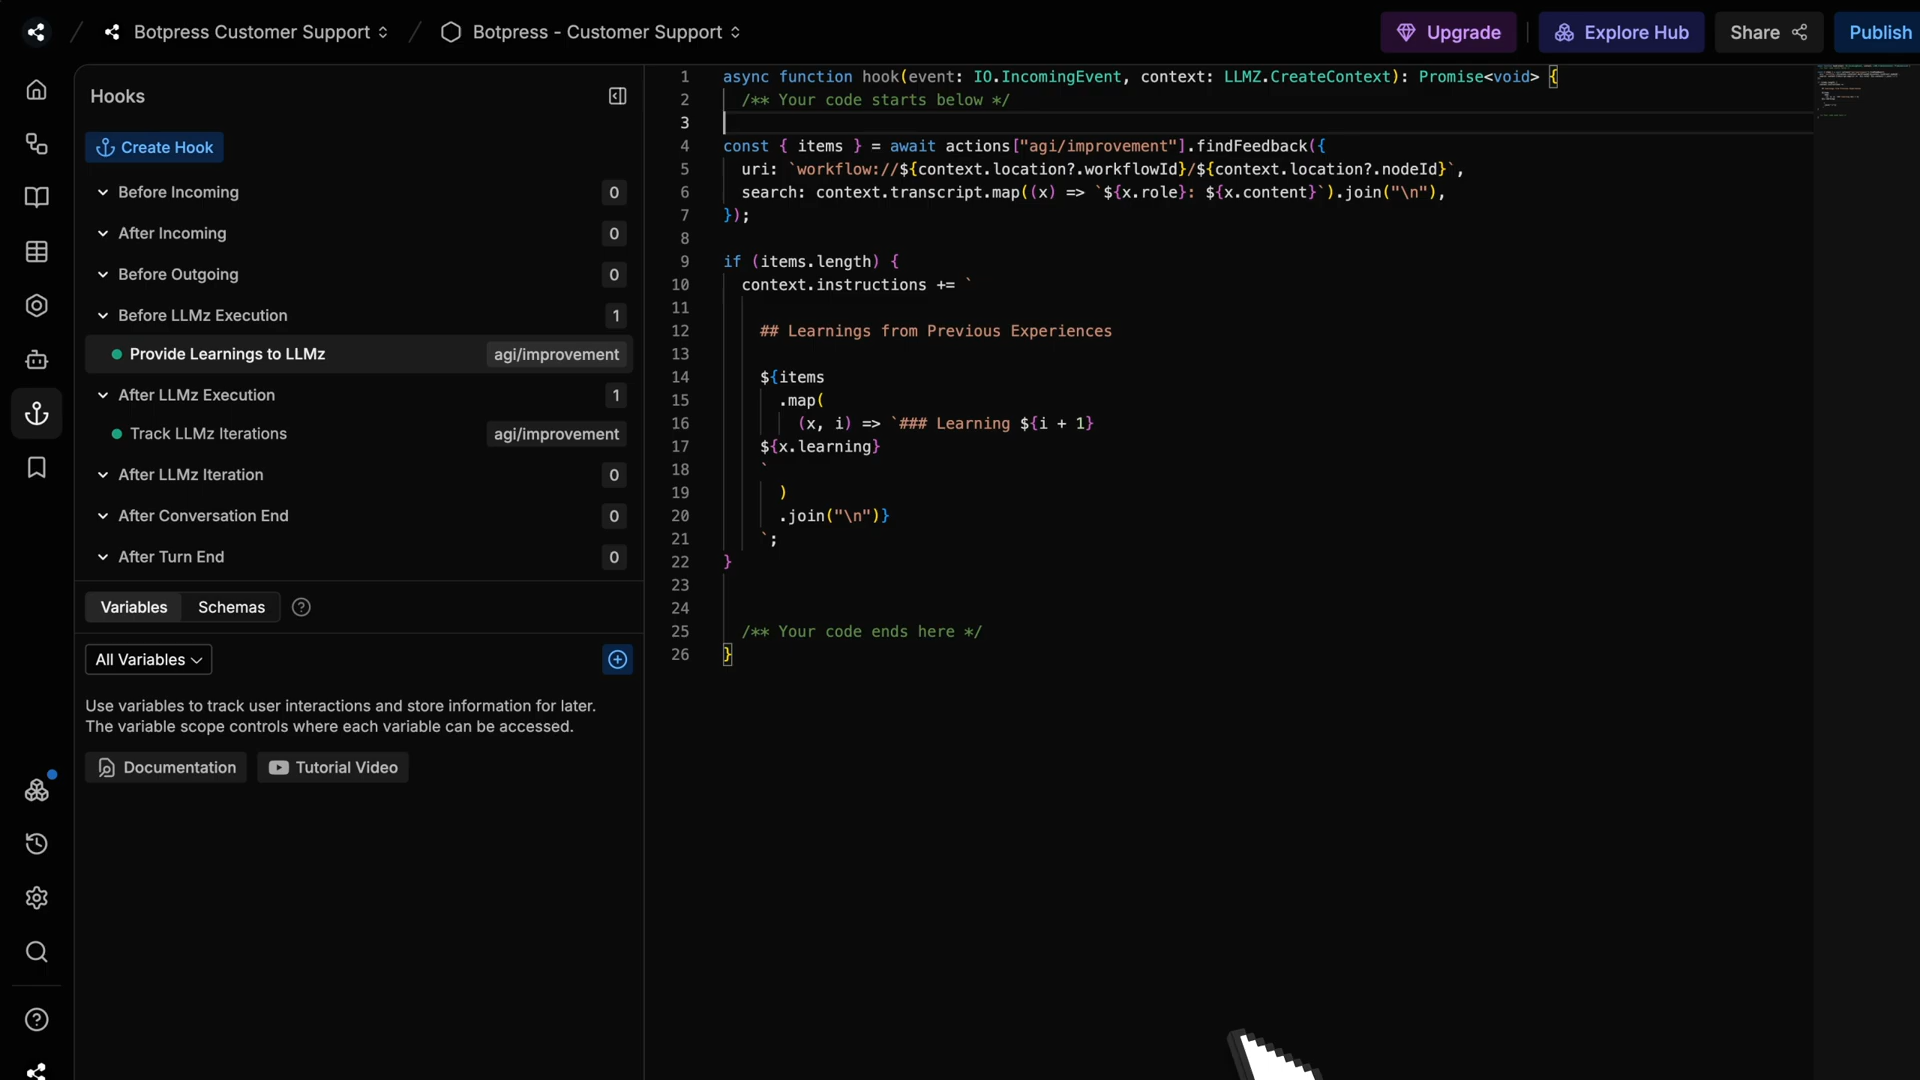 Botpress Customer Support
Botpress - Customer Support
Upgrade
Explore Hub
Share
Publish
Hooks
Create Hook
Before Incoming 0
After Incoming 0
Before Outgoing 0
Before LLMz Execution 1
Provide Learnings to LLMz agi/improvement
After LLMz Execution 1
Track LLMz Iterations agi/improvement
After LLMz Iteration 0
After Conversation End 0
After Turn End 0
Variables
Schemas
All Variables
Use variables to track user interactions and store information for later.
The variable scope controls where each variable can be accessed.
Documentation
Tutorial Video
1 async function hook(event: IO.IncomingEvent, context: LLMZ.CreateContext): Promise<void> {
2 /** Your code starts below */
3
4 const { items } = await actions["agi/improvement"].findFeedback({
5 uri: `workflow://${context.location?.workflowId}/${context.location?.nodeId}`,
6 search: context.transcript.map((x) => `${x.role}: ${x.content}`).join("\n"),
7 });
8
9 if (items.length) {
10 context.instructions += `
11
12 ## Learnings from Previous Experiences
13
14 ${items
15 .map(
16 (x, i) => `### Learning ${i + 1}
17 ${x.learning}
18 `
19 )
20 .join("\n")}
21 `;
22 }
23
24
25 /** Your code ends here */
26 }